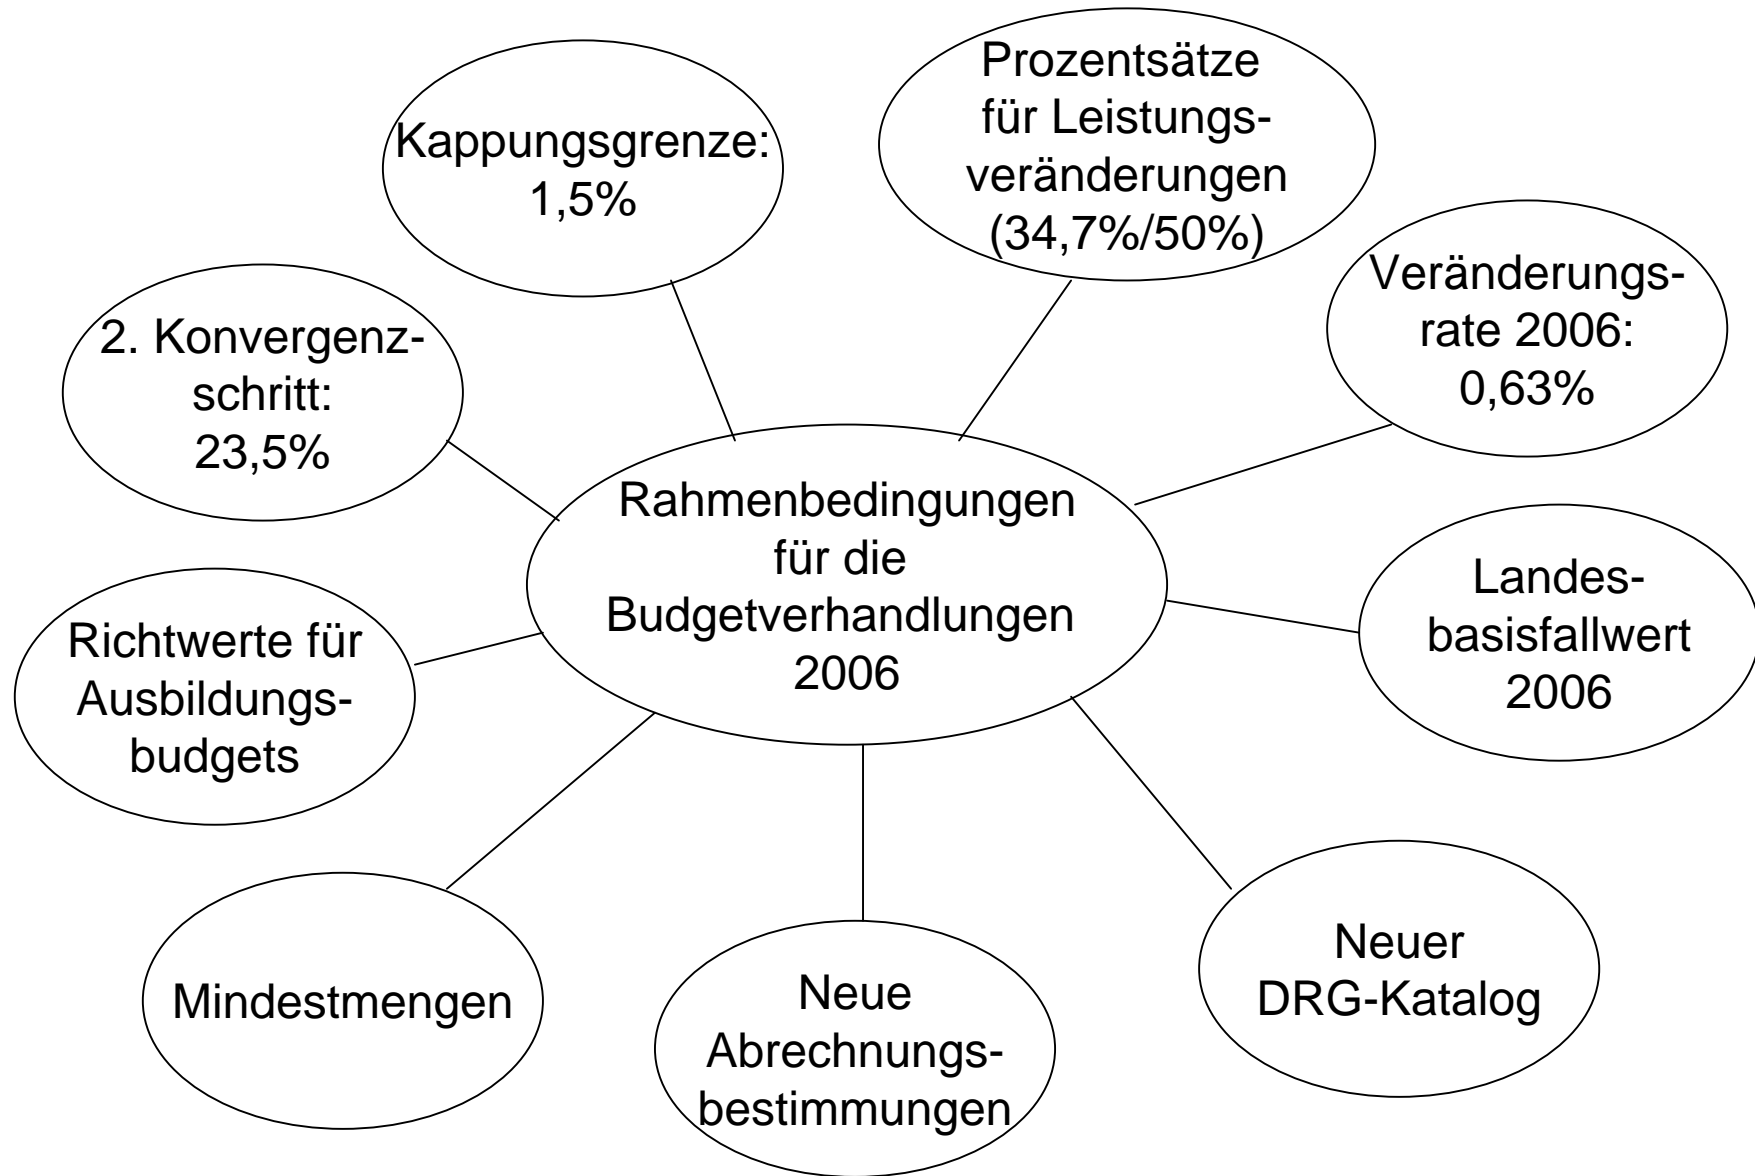 Prozentsätze
für Leistungs-
veränderungen
(34,7%/50%)
Kappungsgrenze:
1,5%
Veränderungs-
rate 2006:
0,63%
2. Konvergenz-
schritt:
23,5%
Rahmenbedingungen
für die
Budgetverhandlungen
2006
Landes-
basisfallwert
2006
Richtwerte für
Ausbildungs-
budgets
Neuer
DRG-Katalog
Mindestmengen
Neue
Abrechnungs-
bestimmungen